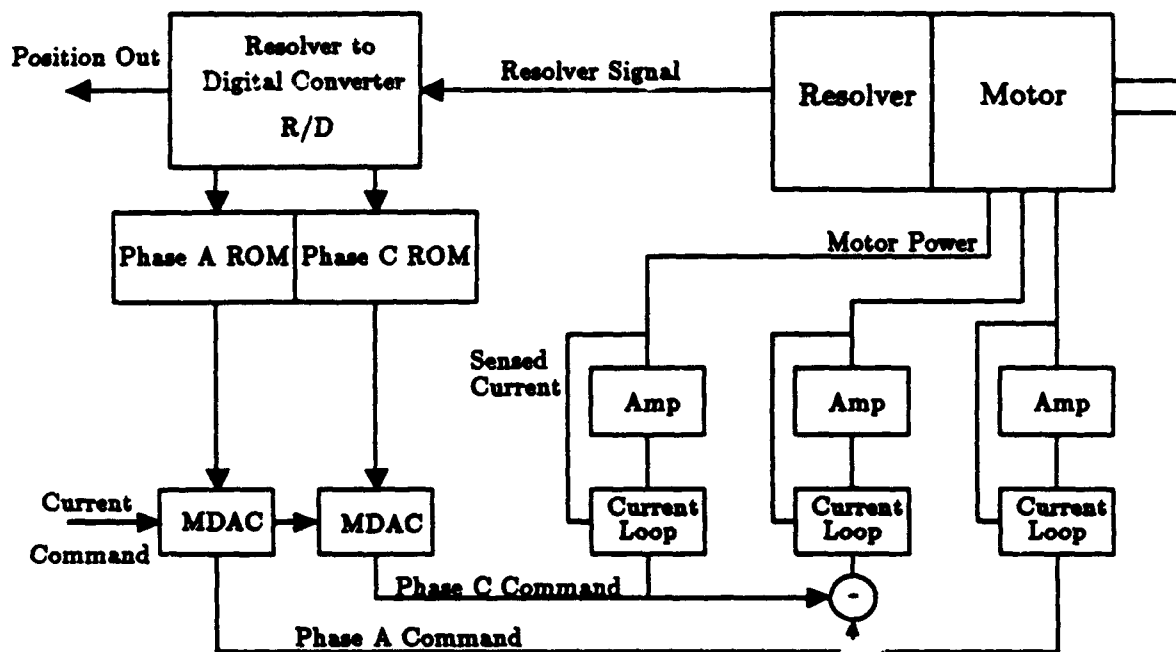 Position Out
Resolver to
Digital Converter
R/D
Resolver Signal
Resolver
Motor
Phase A ROM
Phase C ROM
Motor Power
Sensed
Current
Amp
Amp
Amp
Current
Command
MDAC
MDAC
Current
Loop
Current
Loop
Current
Loop
Phase C Command
-
Phase A Command